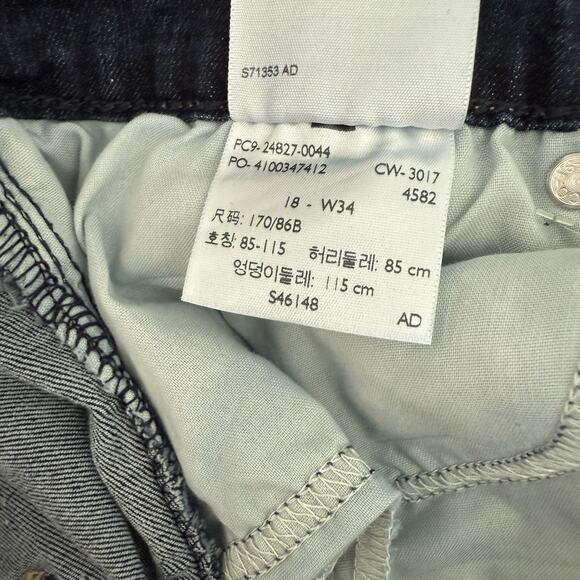 S71353 AD
PC9-24827-0044
PO-4100347412 CW-3017
4582
18 - W34
尺码: 170/86B
호칭: 85-115 허리둘레: 85 cm
엉덩이둘레: 115 cm
S46148
AD